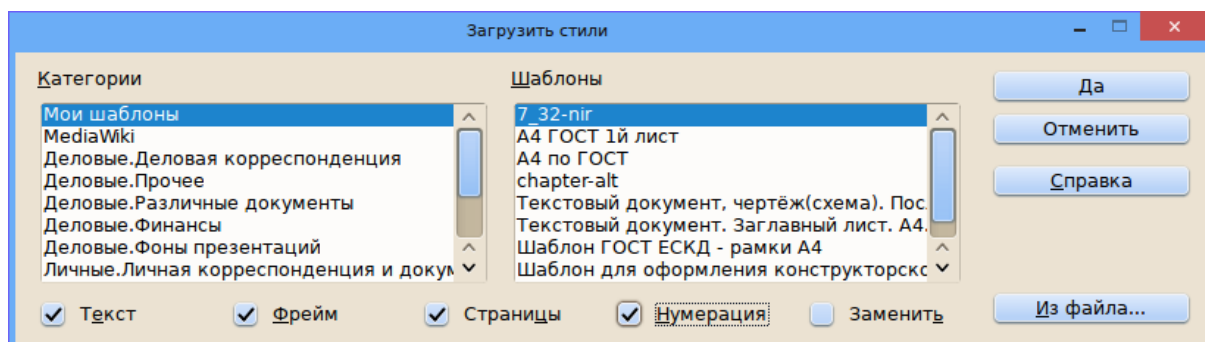 Загрузить стили
Категории
Шаблоны
Да
Отменить
Справка
Мои шаблоны
MediaWiki
Деловые.Деловая корреспонденция
Деловые.Прочее
Деловые.Различные документы
Деловые.Финансы
Деловые.Фоны презентаций
Личные.Личная корреспонденция и докум
7_32-nir
А4 ГОСТ 1й лист
А4 по ГОСТ
chapter-alt
Текстовый документ, чертёж(схема). Пос.
Текстовый документ. Заглавный лист. А4.
Шаблон ГОСТ ЕСКД - рамки А4
Шаблон для оформления конструкторско
Текст Фрейм Страницы Нумерация Заменить
Из файла...